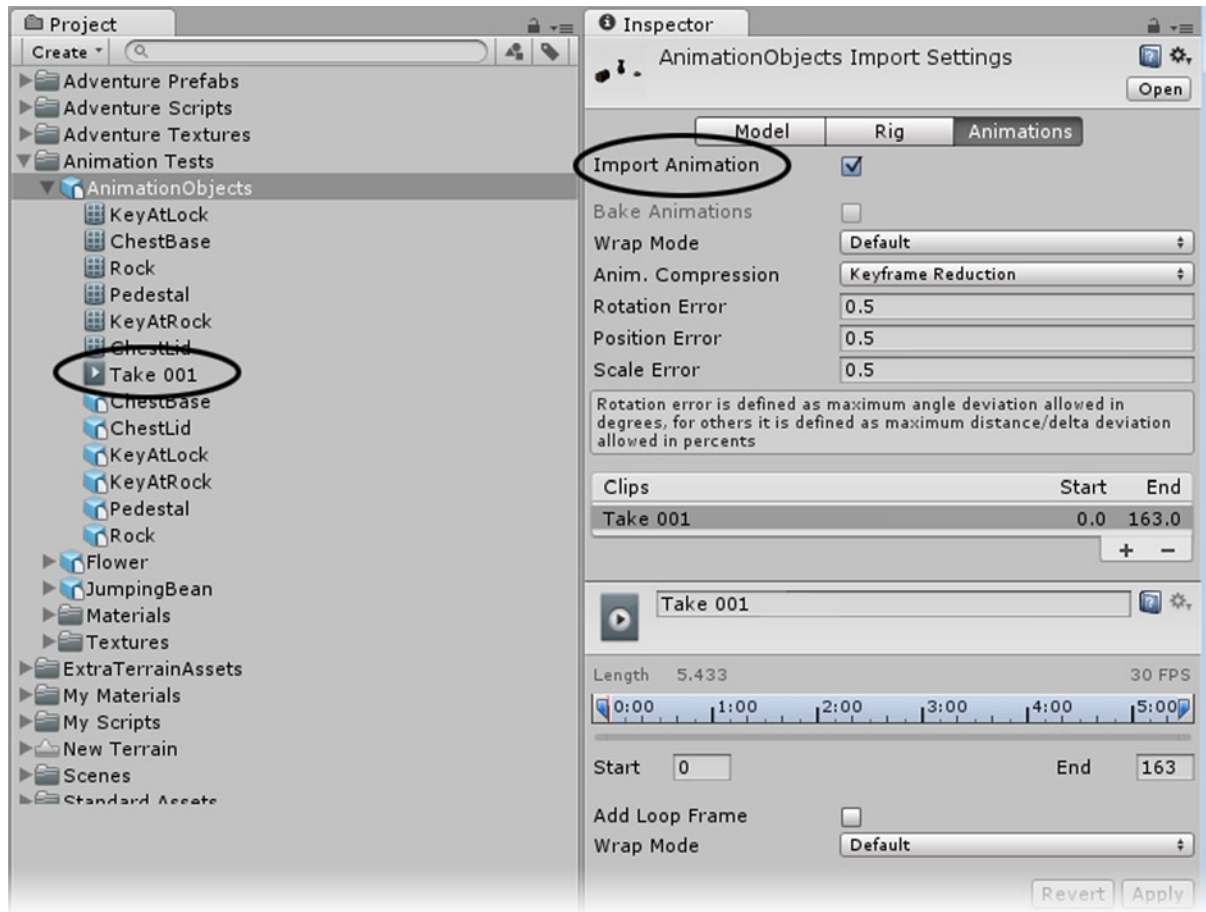 Project
Create
Adventure Prefabs
Adventure Scripts
Adventure Textures
Animation Tests
AnimationObjects
KeyAtLock
ChestBase
Rock
Pedestal
KeyAtRock
ChestLid
Take 001
ChestBase
ChestLid
KeyAtLock
KeyAtRock
Pedestal
Rock
Flower
JumpingBean
Materials
Textures
ExtraTerrainAssets
My Materials
My Scripts
New Terrain
Scenes
Standard Assets
Inspector
AnimationObjects Import Settings
Open
Model Rig Animations
Import Animation
Bake Animations
Wrap Mode Default
Anim. Compression Keyframe Reduction
Rotation Error 0.5
Position Error 0.5
Scale Error 0.5
Rotation error is defined as maximum angle deviation allowed in
degrees, for others it is defined as maximum distance/delta deviation
allowed in percents
Clips Start End
Take 001 0.0 163.0
+ −
Take 001
Length 5.433 30 FPS
0:00 1:00 2:00 3:00 4:00 5:00
Start 0 End 163
Add Loop Frame
Wrap Mode Default
Revert Apply